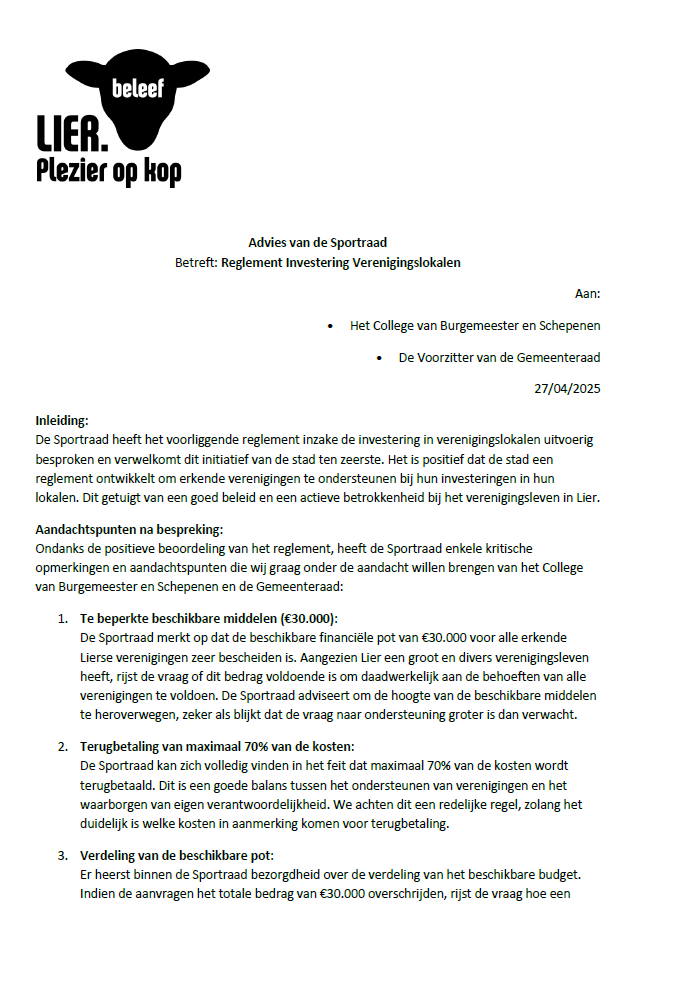 beleef
LIER.
Plezier op kop
Advies van de Sportraad
Betreft: Reglement Investering Verenigingslokalen
Aan:
• Het College van Burgemeester en Schepenen
• De Voorzitter van de Gemeenteraad
27/04/2025
Inleiding:
De Sportraad heeft het voorliggende reglement inzake de investering in verenigingslokalen uitvoerig
besproken en verwelkomt dit initiatief van de stad ten zeerste. Het is positief dat de stad een
reglement ontwikkelt om erkende verenigingen te ondersteunen bij hun investeringen in hun
lokalen. Dit getuigt van een goed beleid en een actieve betrokkenheid bij het verenigingsleven in Lier.
Aandachtspunten na bespreking:
Ondanks de positieve beoordeling van het reglement, heeft de Sportraad enkele kritische
opmerkingen en aandachtspunten die wij graag onder de aandacht willen brengen van het College
van Burgemeester en Schepenen en de Gemeenteraad:
1. Te beperkte beschikbare middelen (€30.000):
De Sportraad merkt op dat de beschikbare financiële pot van €30.000 voor alle erkende
Lierse verenigingen zeer bescheiden is. Aangezien Lier een groot en divers verenigingsleven
heeft, rijst de vraag of dit bedrag voldoende is om daadwerkelijk aan de behoeften van alle
verenigingen te voldoen. De Sportraad adviseert om de hoogte van de beschikbare middelen
te heroverwegen, zeker als blijkt dat de vraag naar ondersteuning groter is dan verwacht.
2. Terugbetaling van maximaal 70% van de kosten:
De Sportraad kan zich volledig vinden in het feit dat maximaal 70% van de kosten wordt
terugbetaald. Dit is een goede balans tussen het ondersteunen van verenigingen en het
waarborgen van eigen verantwoordelijkheid. We achten dit een redelijke regel, zolang het
duidelijk is welke kosten in aanmerking komen voor terugbetaling.
3. Verdeling van de beschikbare pot:
Er heerst binnen de Sportraad bezorgdheid over de verdeling van het beschikbare budget.
Indien de aanvragen het totale bedrag van €30.000 overschrijden, rijst de vraag hoe een